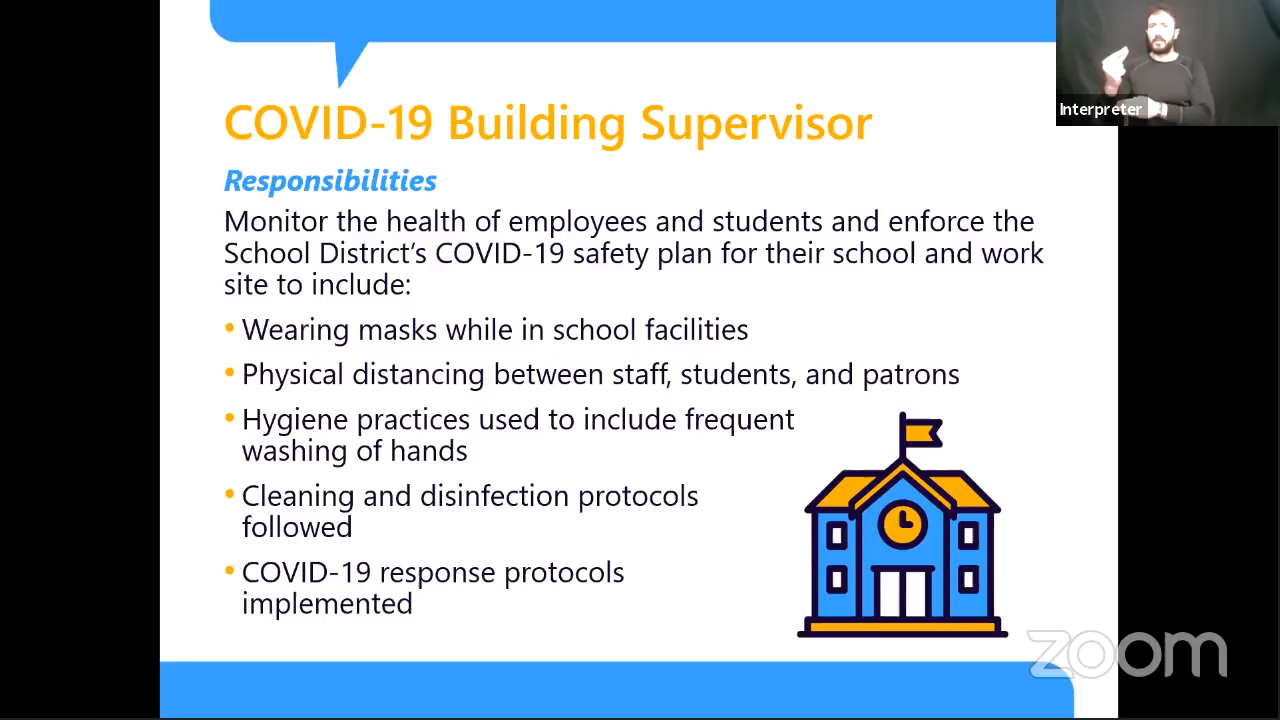 Interpreter
COVID-19 Building Supervisor
Responsibilities
Monitor the health of employees and students and enforce the
School District's COVID-19 safety plan for their school and work
site to include:
• Wearing masks while in school facilities
• Physical distancing between staff, students, and patrons
• Hygiene practices used to include frequent
washing of hands
• Cleaning and disinfection protocols
followed
• COVID-19 response protocols
implemented
zoom